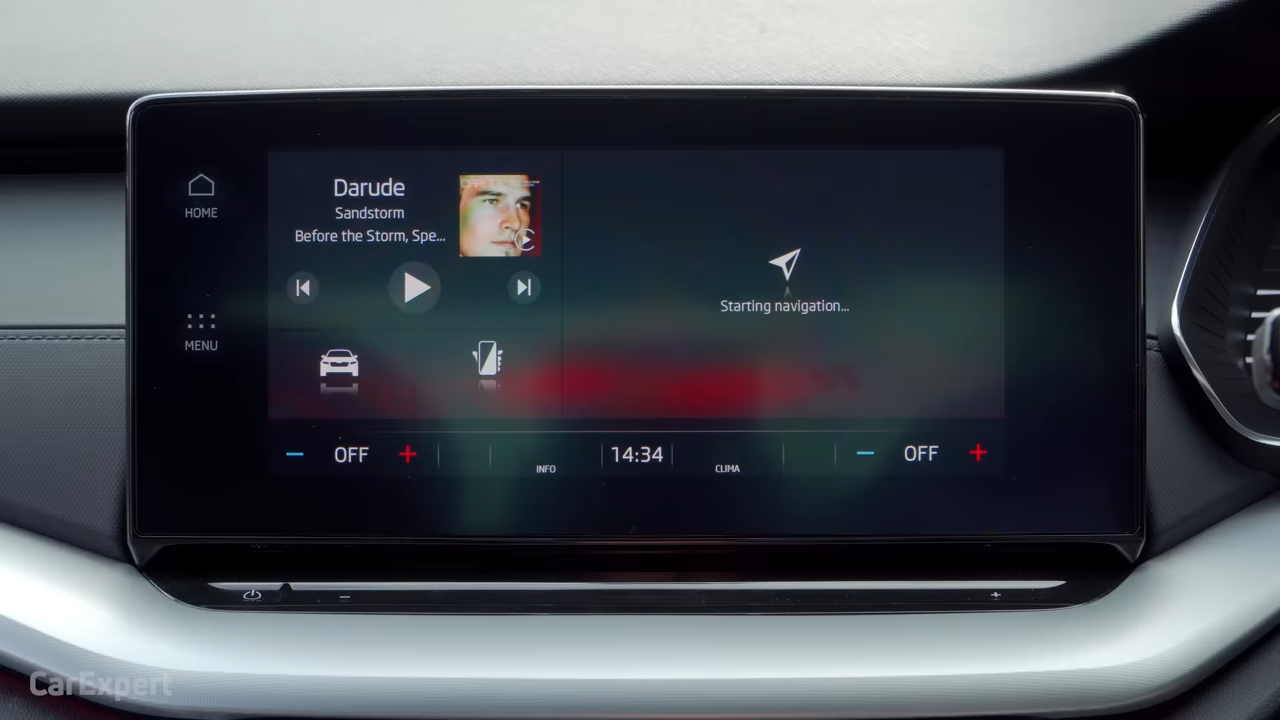 HOME
MENU
Darude
Sandstorm
Before the Storm, Spe...
Starting navigation...
− OFF +
INFO
14:34
CLIMA
− OFF +
− +
CarExpert